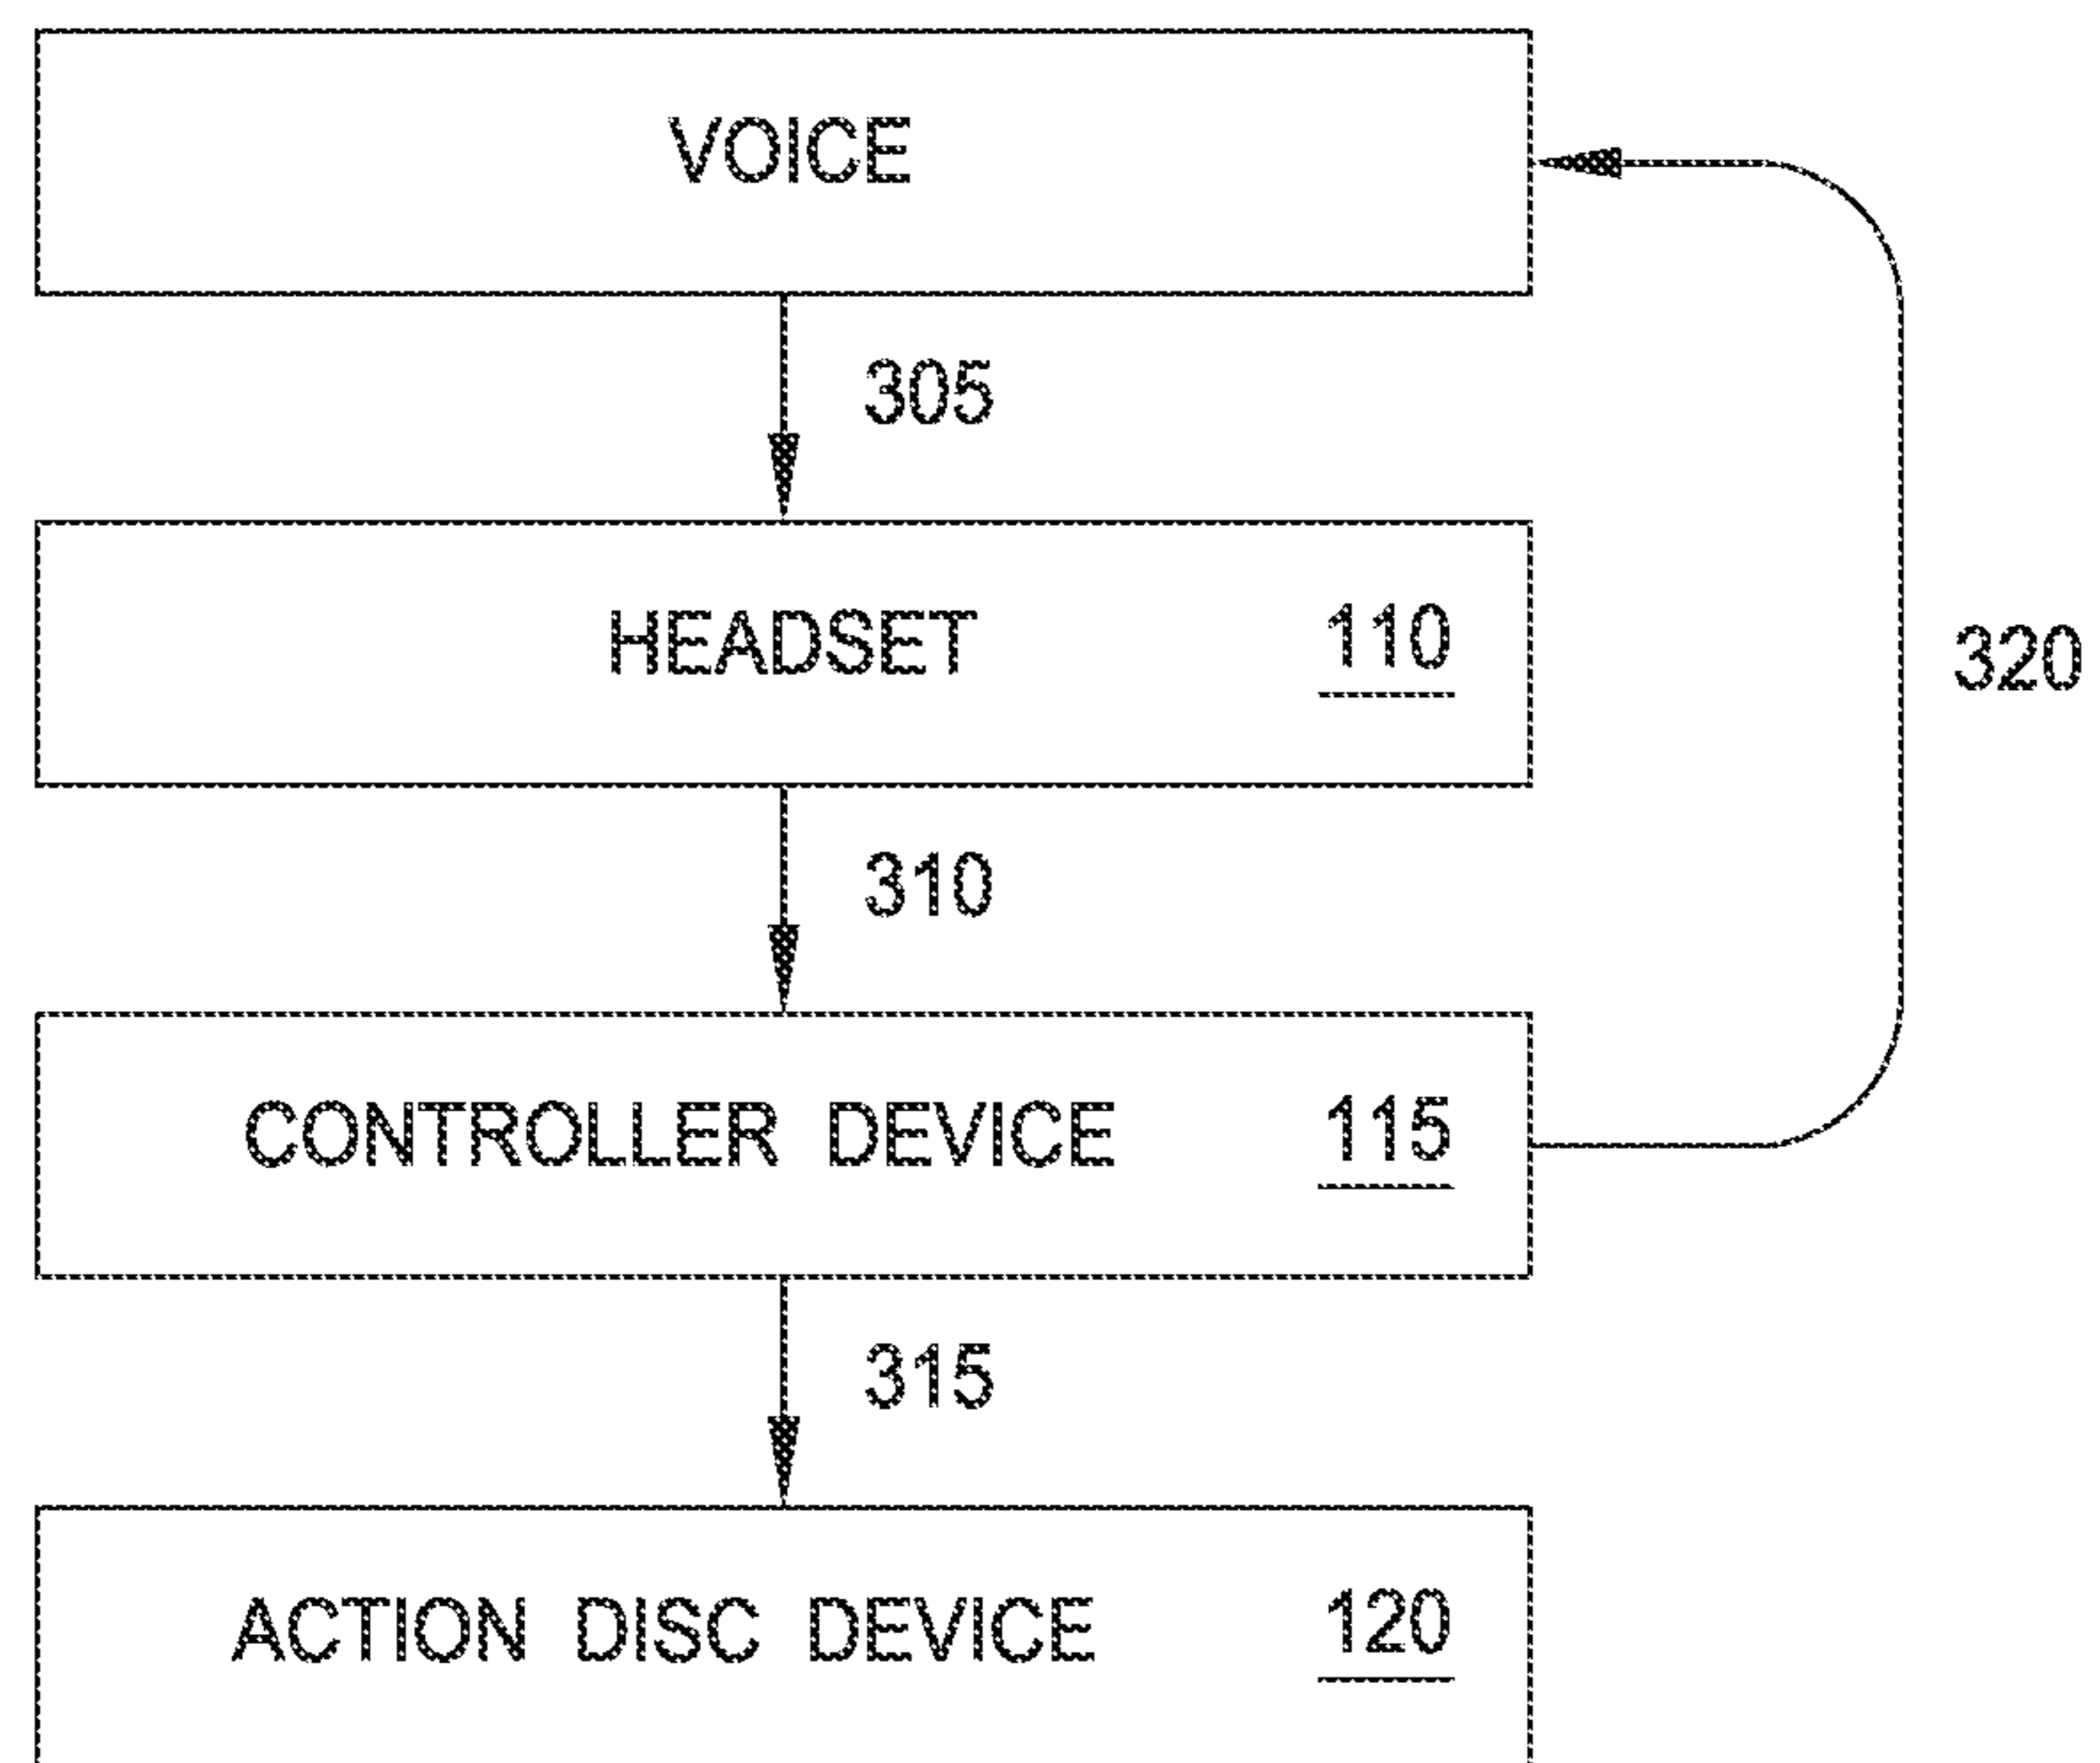 VOICE
305
HEADSET 110
320
310
CONTROLLER DEVICE 115
315
ACTION DISC DEVICE 120